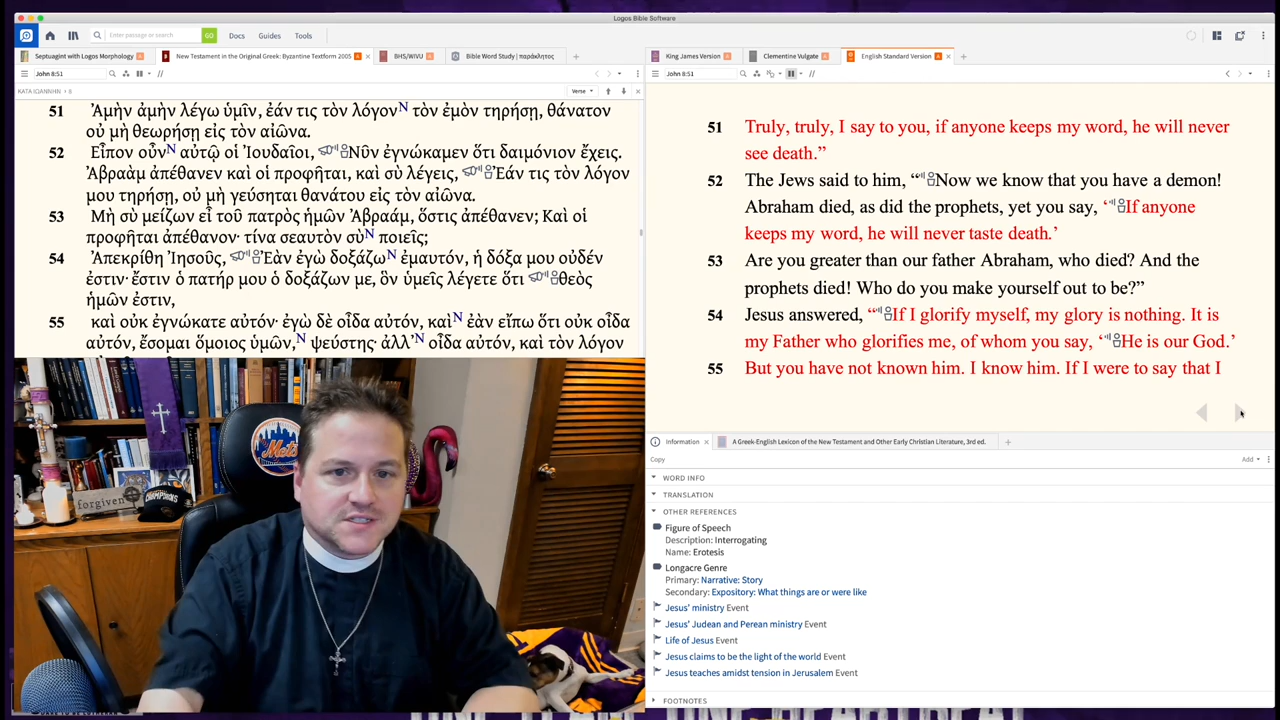 Logos Bible Software
Enter passage or search
GO
Docs
Guides
Tools
Septuagint with Logos Morphology
New Testament in the Original Greek: Byzantine Textform 2005
BHS/WIVU
Bible Word Study | παράκλητος
John 8:51
ΚΑΤΑ ΙΩΑΝΝΗΝ
8
Verse
51 Ἀμὴν ἀμὴν λέγω ὑμῖν, ἐάν τις τὸν λόγον N τὸν ἐμὸν τηρήσῃ, θάνατον
οὐ μὴ θεωρήσῃ εἰς τὸν αἰῶνα.
52 Εἶπον οὖν N αὐτῷ οἱ Ἰουδαῖοι, Νῦν ἐγνώκαμεν ὅτι δαιμόνιον ἔχεις.
Ἀβραὰμ ἀπέθανεν καὶ οἱ προφῆται, καὶ σὺ λέγεις, Ἐάν τις τὸν λόγον
μου τηρήσῃ, οὐ μὴ γεύσηται θανάτου εἰς τὸν αἰῶνα.
53 Μὴ σὺ μείζων εἶ τοῦ πατρὸς ἡμῶν Ἀβραάμ, ὅστις ἀπέθανεν; Καὶ οἱ
προφῆται ἀπέθανον· τίνα σεαυτὸν σὺ N ποιεῖς;
54 Ἀπεκρίθη Ἰησοῦς, Ἐὰν ἐγὼ δοξάζω N ἐμαυτόν, ἡ δόξα μου οὐδέν
ἐστιν· ἔστιν ὁ πατήρ μου ὁ δοξάζων με, ὃν ὑμεῖς λέγετε ὅτι θεὸς
ἡμῶν ἐστιν,
55 καὶ οὐκ ἐγνώκατε αὐτόν· ἐγὼ δὲ οἶδα αὐτόν, καὶ N ἐὰν εἴπω ὅτι οὐκ οἶδα
αὐτόν, ἔσομαι ὅμοιος ὑμῶν, N ψεύστης· ἀλλ’ N οἶδα αὐτόν, καὶ τὸν λόγον
King James Version
Clementine Vulgate
English Standard Version
John 8:51
51 Truly, truly, I say to you, if anyone keeps my word, he will never
see death.”
52 The Jews said to him, “Now we know that you have a demon!
Abraham died, as did the prophets, yet you say, ‘If anyone
keeps my word, he will never taste death.’
53 Are you greater than our father Abraham, who died? And the
prophets died! Who do you make yourself out to be?”
54 Jesus answered, “If I glorify myself, my glory is nothing. It is
my Father who glorifies me, of whom you say, ‘He is our God.’
55 But you have not known him. I know him. If I were to say that I
Information
A Greek-English Lexicon of the New Testament and Other Early Christian Literature, 3rd ed.
Copy
Add
WORD INFO
TRANSLATION
OTHER REFERENCES
Figure of Speech
Description: Interrogating
Name: Erotesis
Longacre Genre
Primary: Narrative: Story
Secondary: Expository: What things are or were like
Jesus’ ministry Event
Jesus’ Judean and Perean ministry Event
Life of Jesus Event
Jesus claims to be the light of the world Event
Jesus teaches amidst tension in Jerusalem Event
FOOTNOTES
Mets
forgiven
CHAMPIONS